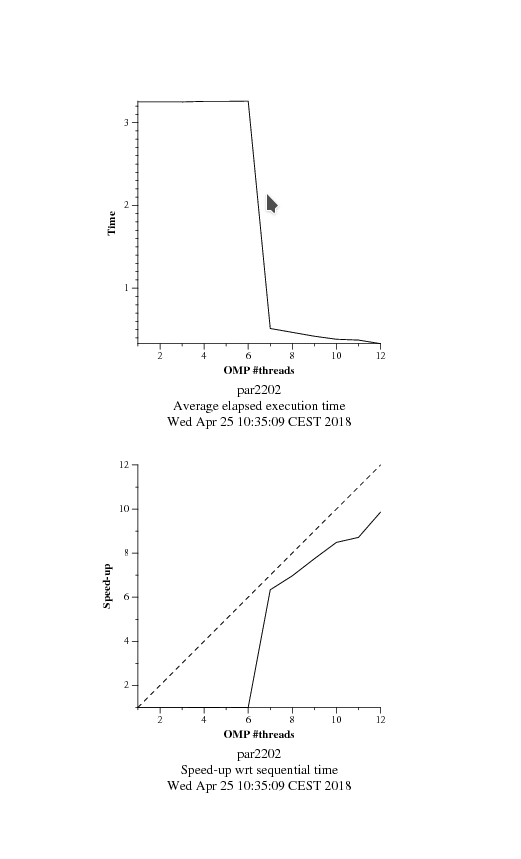 3
2
1
Time
2 4 6 8 10 12
OMP #threads
par2202
Average elapsed execution time
Wed Apr 25 10:35:09 CEST 2018
12
10
8
6
4
2
Speed-up
2 4 6 8 10 12
OMP #threads
par2202
Speed-up wrt sequential time
Wed Apr 25 10:35:09 CEST 2018